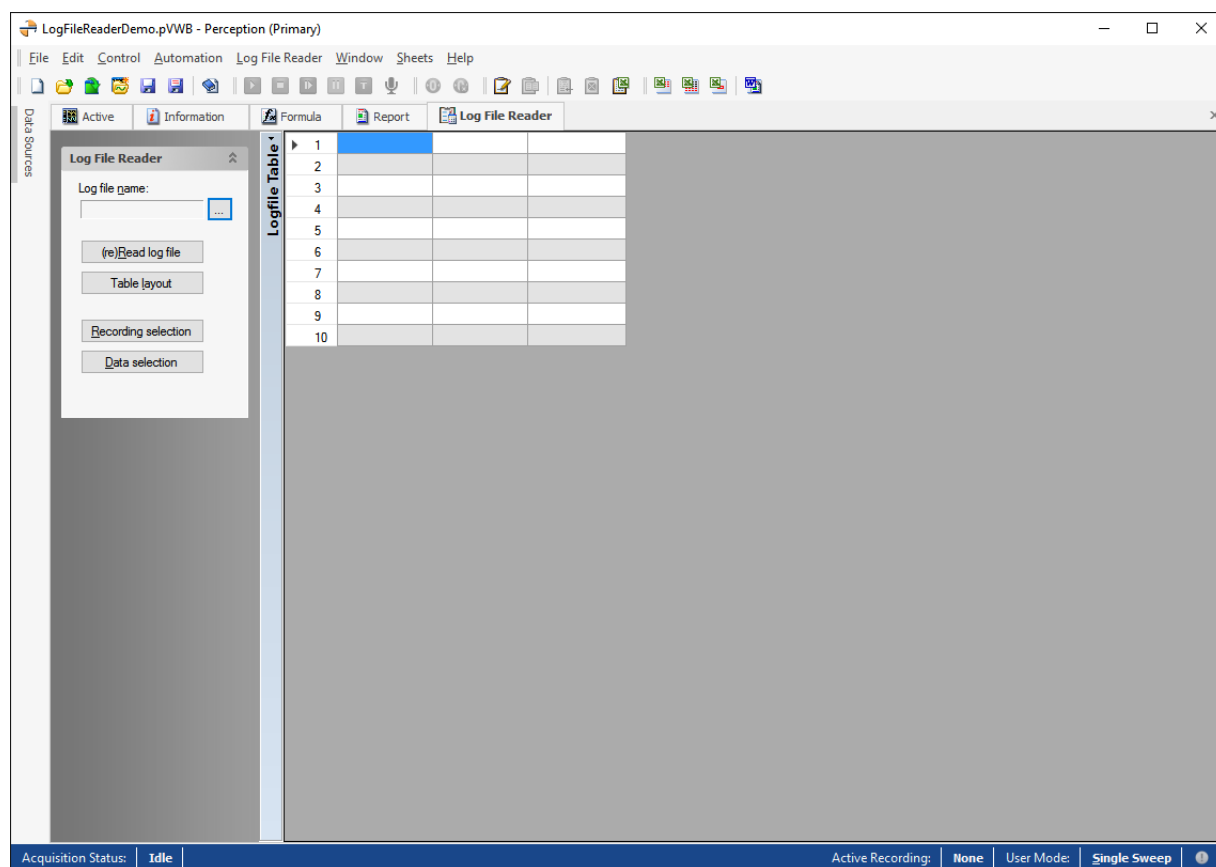 LogFileReaderDemo.pVWB - Perception (Primary)
File Edit Control Automation Log File Reader Window Sheets Help
Data Sources
Active Information Formula Report Log File Reader
Log File Reader
Log file name:
...
(re)Read log file
Table layout
Recording selection
Data selection
Logfile Table
1
2
3
4
5
6
7
8
9
10
Acquisition Status: Idle Active Recording: None User Mode: Single Sweep